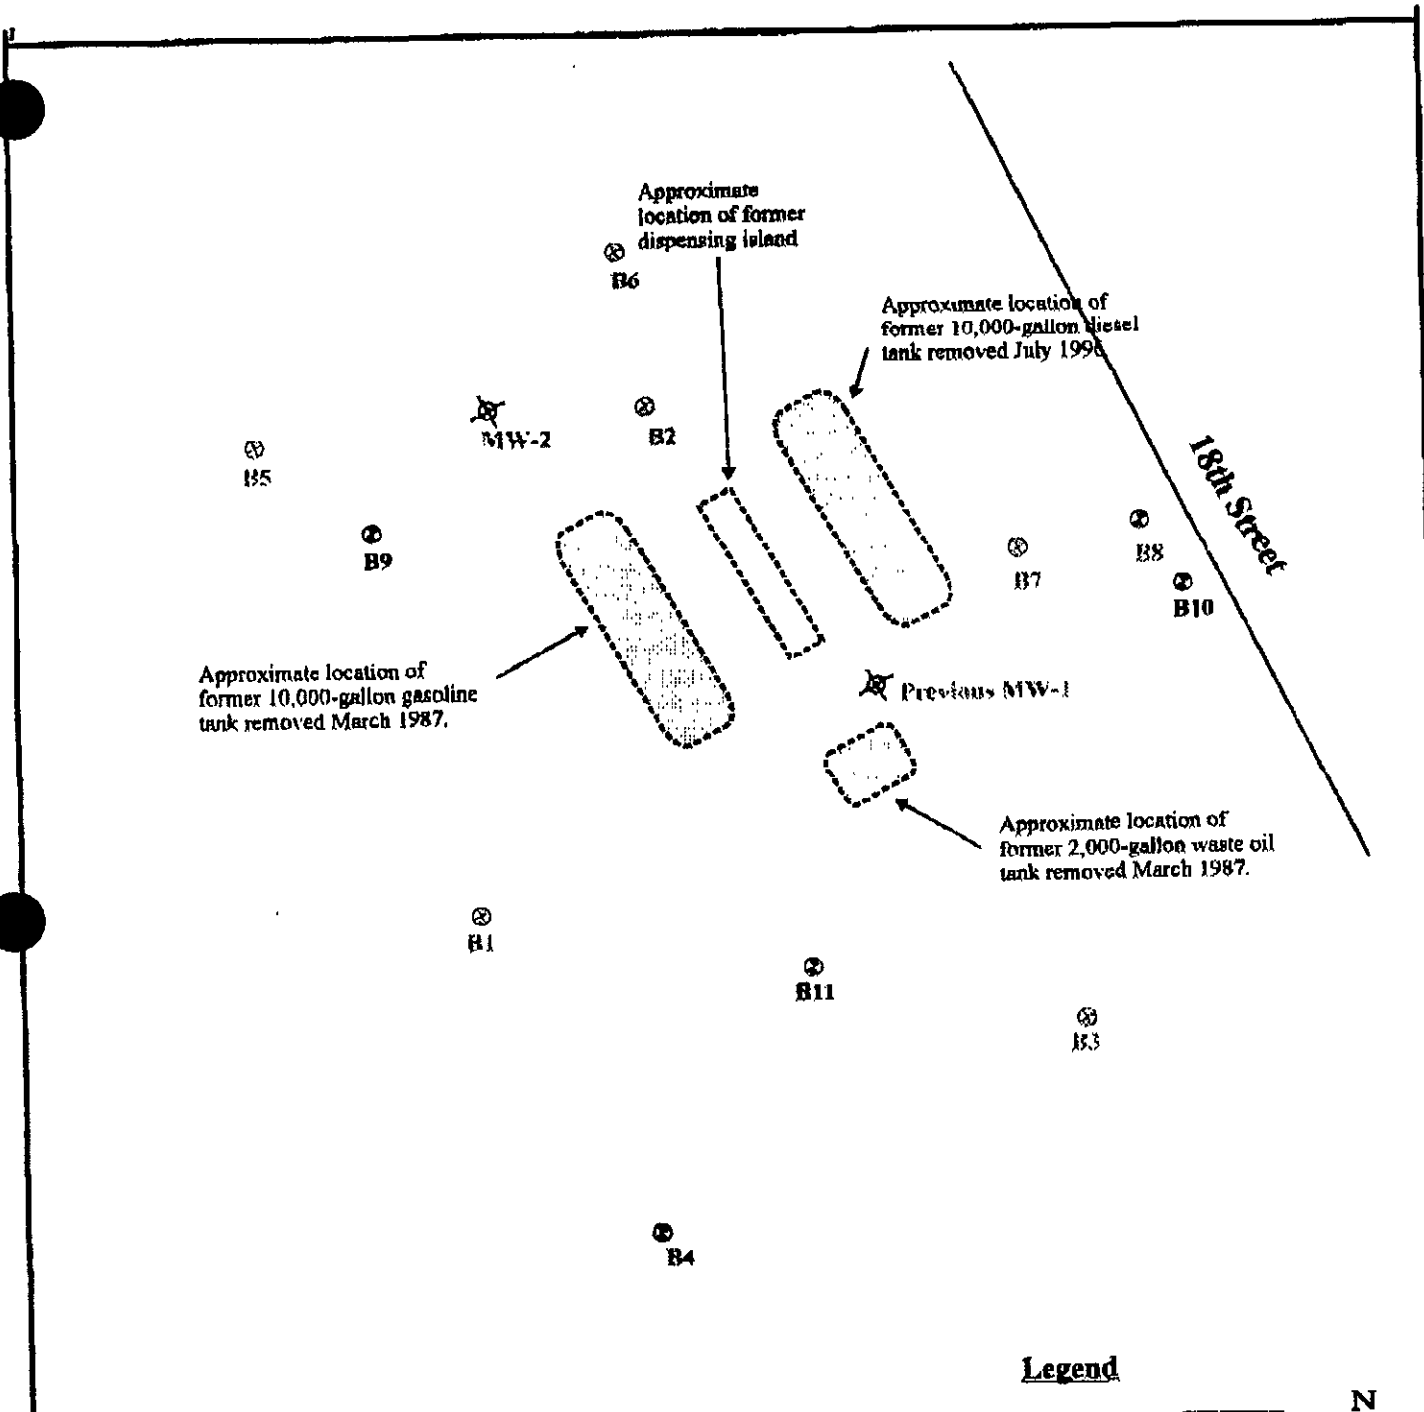 Approximate
location of former
dispensing island
B6
Approximate location of
former 10,000-gallon diesel
tank removed July 1996
MW-2
B2
B5
18th Street
B9
B8
B7
B10
Approximate location of
former 10,000-gallon gasoline
tank removed March 1987.
Previous MW-1
Approximate location of
former 2,000-gallon waste oil
tank removed March 1987.
B1
B11
B3
B4
Legend
N